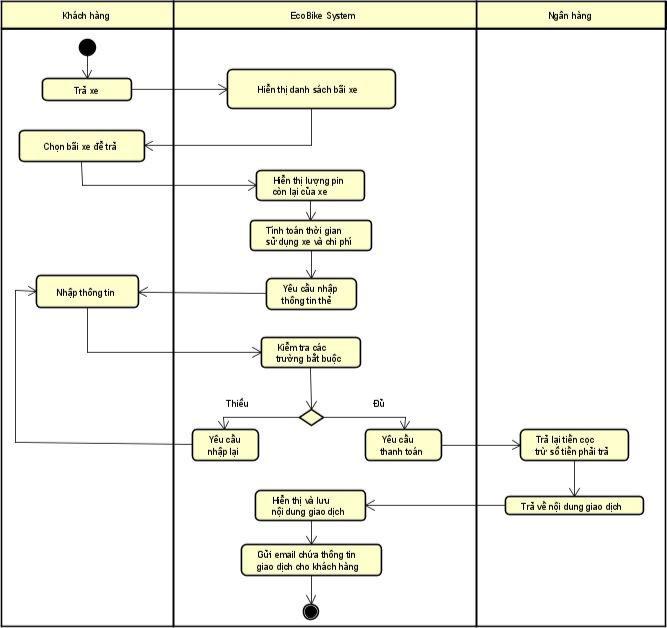 Khách hàng
EcoBike System
Ngân hàng
Trả xe
Hiển thị danh sách bãi xe
Chọn bãi xe để trả
Hiển thị lượng pin
còn lại của xe
Tính toán thời gian
sử dụng xe và chi phí
Nhập thông tin
Yêu cầu nhập
thông tin thẻ
Kiểm tra các
trường bắt buộc
Thiếu
Đủ
Yêu cầu
nhập lại
Yêu cầu
thanh toán
Trả lại tiền cọc
trừ số tiền phải trả
Hiển thị và lưu
nội dung giao dịch
Trả về nội dung giao dịch
Gửi email chứa thông tin
giao dịch cho khách hàng